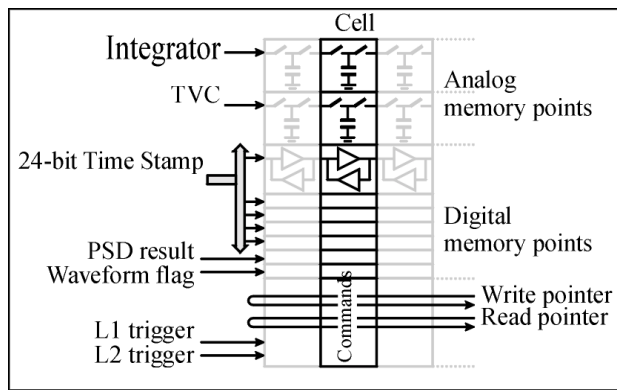 Cell
Integrator
TVC
Analog
memory points
24-bit Time Stamp
Digital
memory points
PSD result
Waveform flag
Commands
Write pointer
Read pointer
L1 trigger
L2 trigger